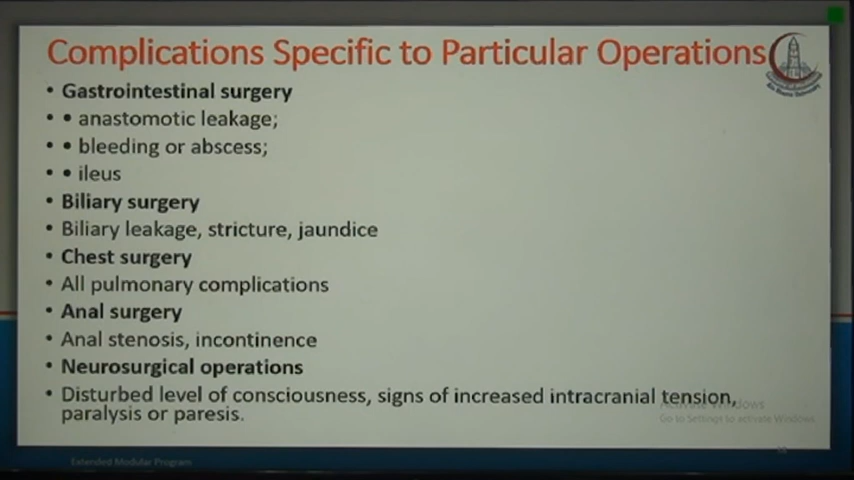 Complications Specific to Particular Operations
• Gastrointestinal surgery
• • anastomotic leakage;
• • bleeding or abscess;
• • ileus
• Biliary surgery
• Biliary leakage, stricture, jaundice
• Chest surgery
• All pulmonary complications
• Anal surgery
• Anal stenosis, incontinence
• Neurosurgical operations
• Disturbed level of consciousness, signs of increased intracranial tension,
paralysis or paresis.
Activate Windows
Go to Settings to activate Windows.
Extended Modular Program